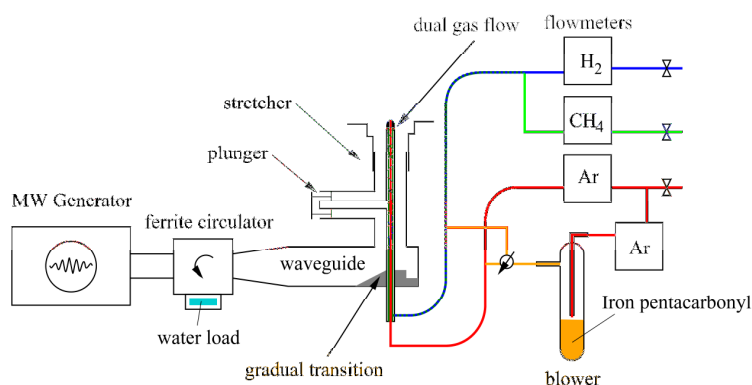 dual gas flow
flowmeters
H2
stretcher
CH4
plunger
MW Generator
Ar
ferrite circulator
Ar
waveguide
Iron pentacarbonyl
water load
gradual transition
blower